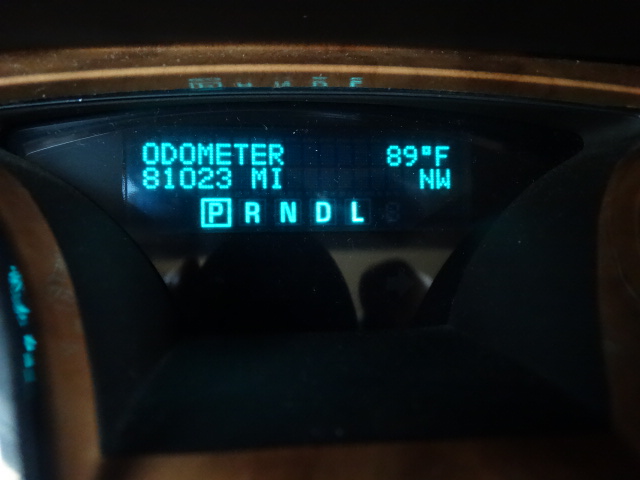 ODOMETER 89°F
81023 MI NW
P R N D L